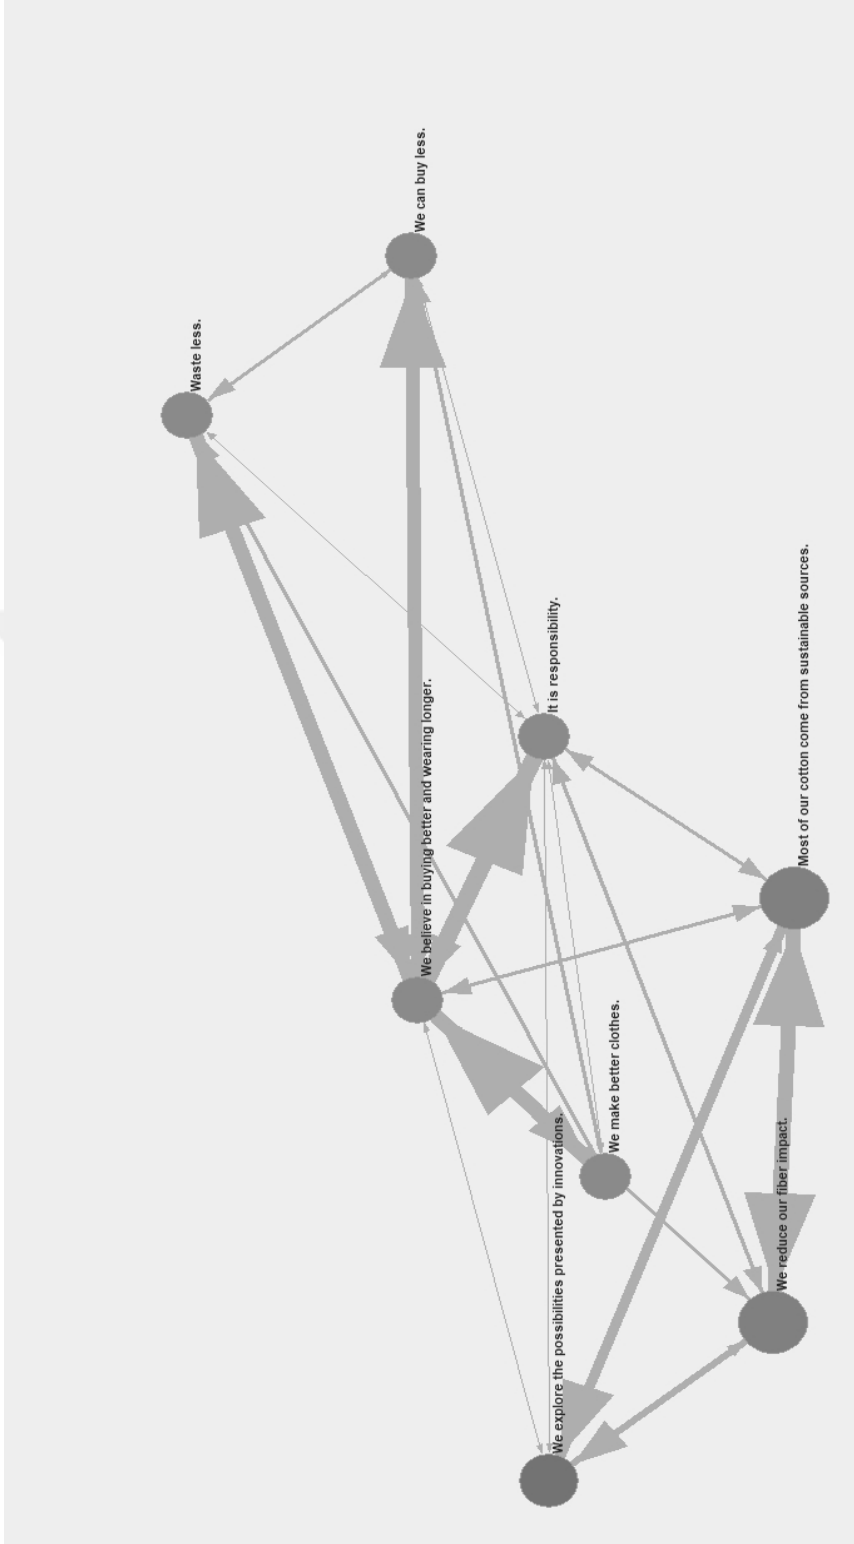 We can buy less.
Waste less.
Most of our cotton come from sustainable sources.
It is responsibility.
We believe in buying better and wearing longer.
We make better clothes.
We explore the possibilities presented by innovations.
We reduce our fiber impact.